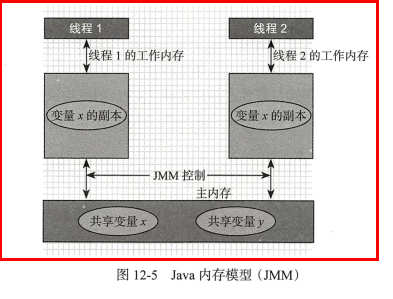 线程 1
线程 2
线程 1 的工作内存
线程 2 的工作内存
变量 x 的副本
变量 x 的副本
JMM 控制
主内存
共享变量 x
共享变量 y
图 12-5 Java 内存模型（JMM）